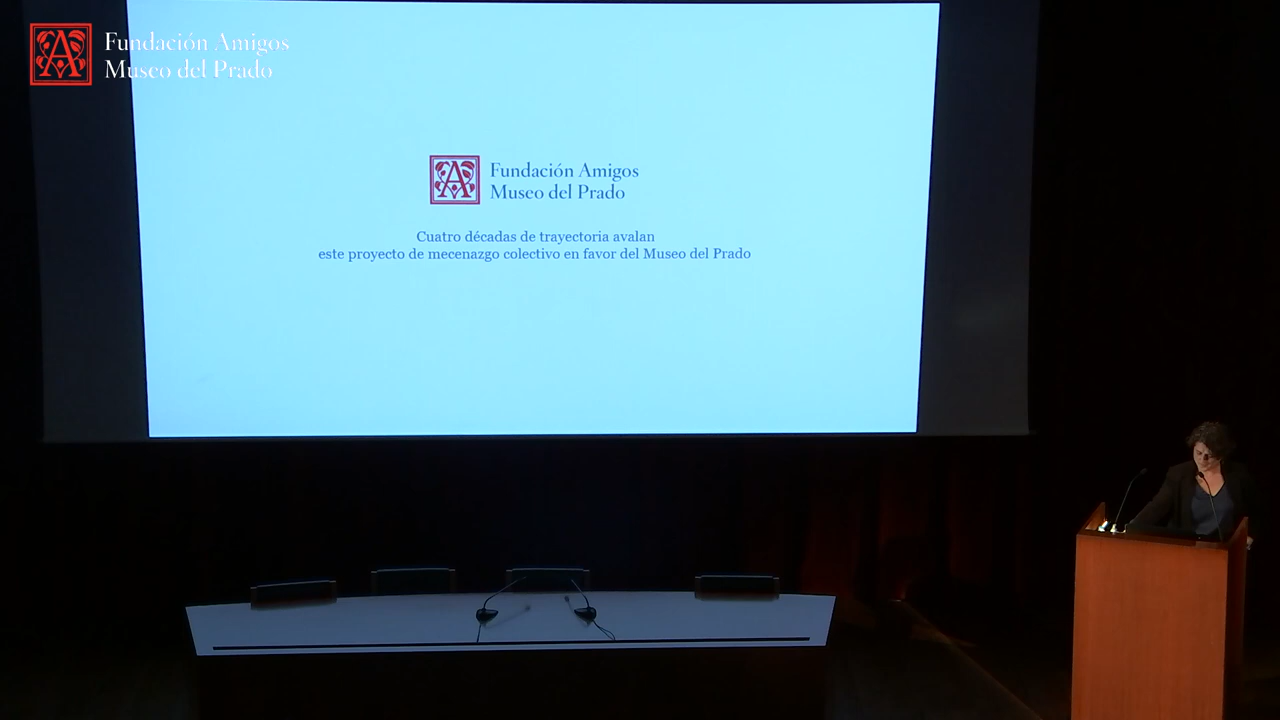 Fundación Amigos
Museo del Prado
Fundación Amigos
Museo del Prado
Cuatro décadas de trayectoria avalan
este proyecto de mecenazgo colectivo en favor del Museo del Prado